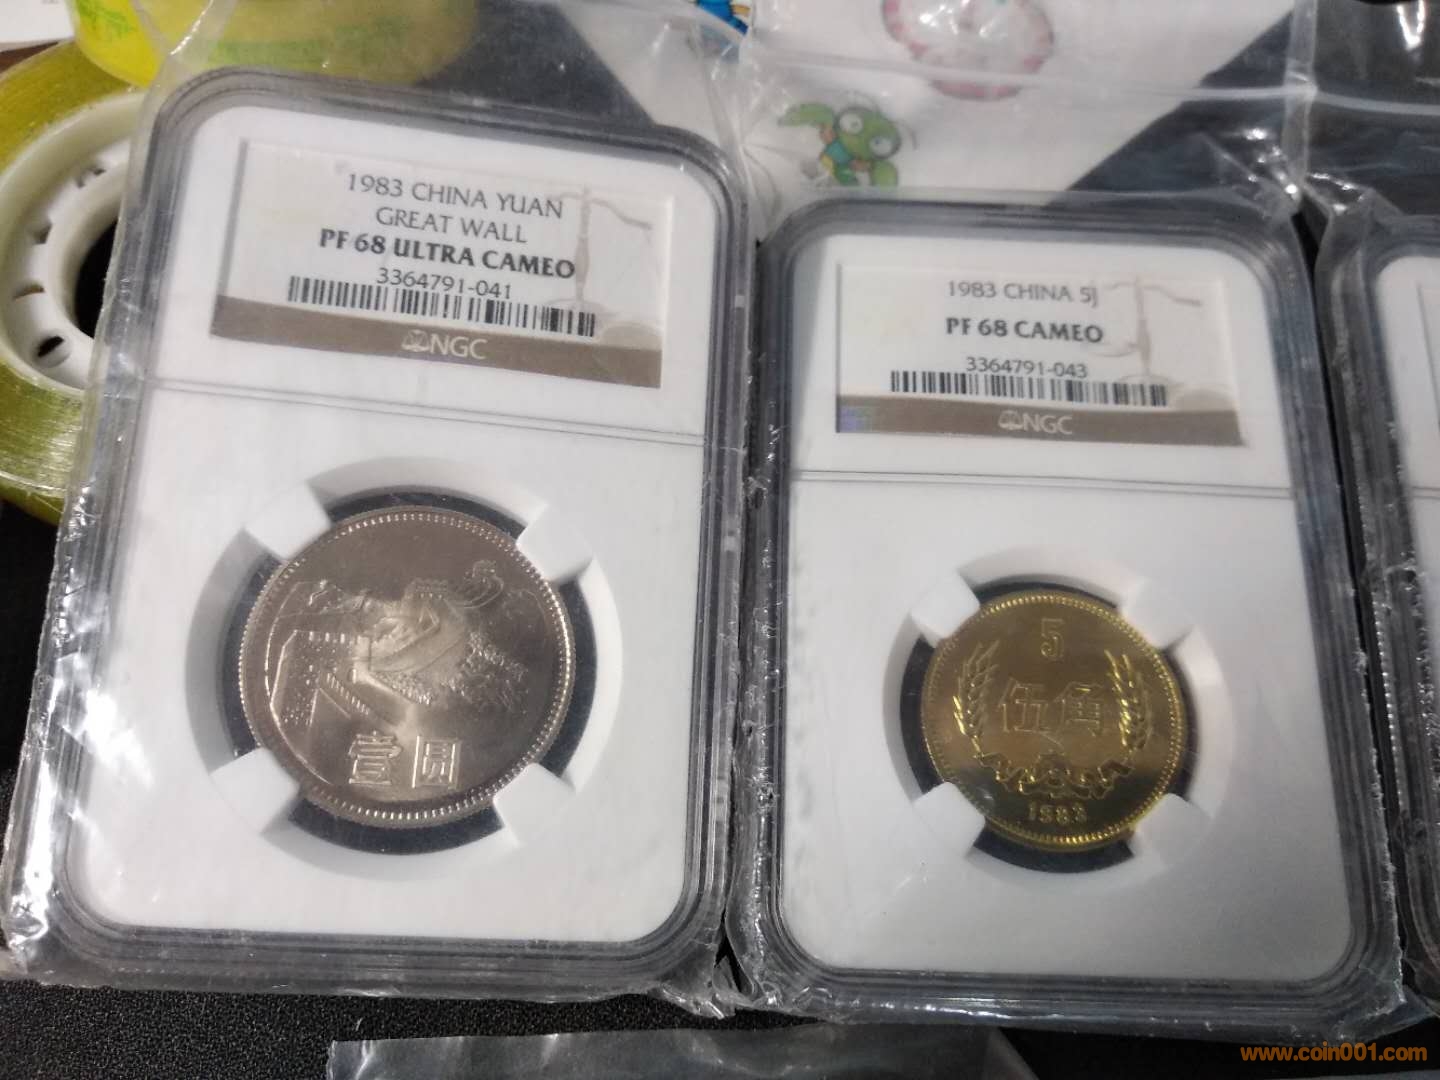 1983 CHINA YUAN
GREAT WALL
PF 68 ULTRA CAMEO
3364791-041
NGC
壹圆
1983 CHINA 5J
PF 68 CAMEO
3364791-043
NGC
5
伍角
1983
www.coin001.com